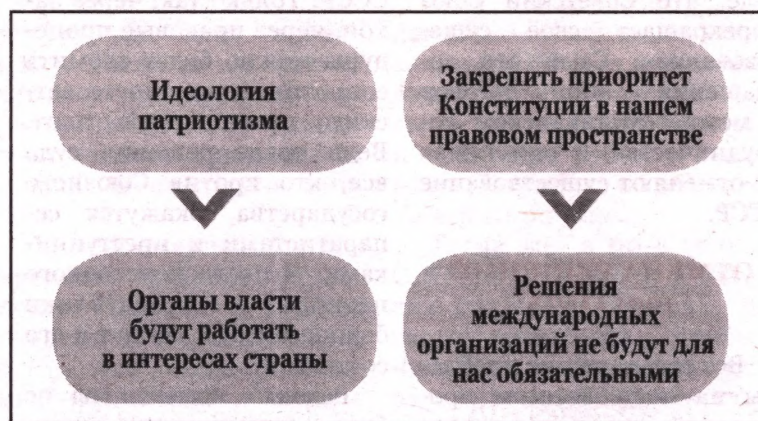 Идеология
патриотизма
Закрепить приоритет
Конституции в нашем
правовом пространстве
Органы власти
будут работать
в интересах страны
Решения
международных
организаций не будут для
нас обязательными